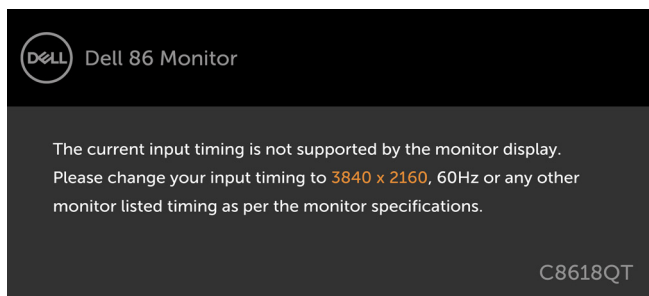 DELL
Dell 86 Monitor
The current input timing is not supported by the monitor display.
Please change your input timing to 3840 x 2160, 60Hz or any other
monitor listed timing as per the monitor specifications.
C8618QT